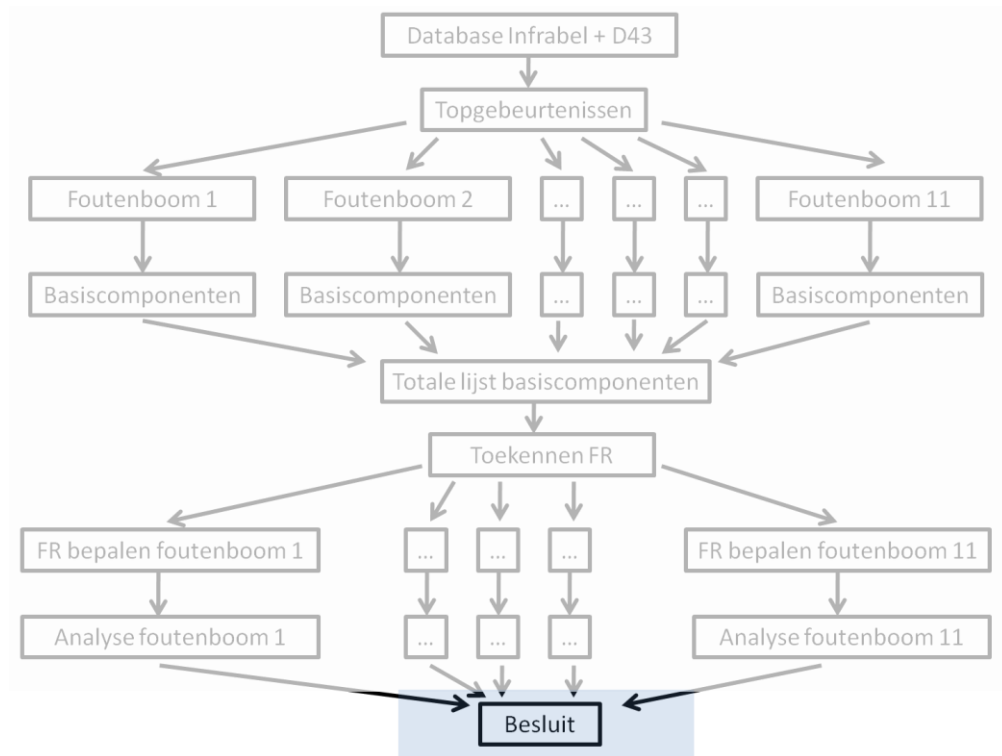 Database Infrabel + D43
Topgebeurtenissen
Foutenboom 1
Foutenboom 2
...
...
...
Foutenboom 11
Basiscomponenten
Basiscomponenten
...
...
...
Basiscomponenten
Totale lijst basiscomponenten
Toekennen FR
FR bepalen foutenboom 1
...
...
...
FR bepalen foutenboom 11
Analyse foutenboom 1
...
...
...
Analyse foutenboom 11
Besluit